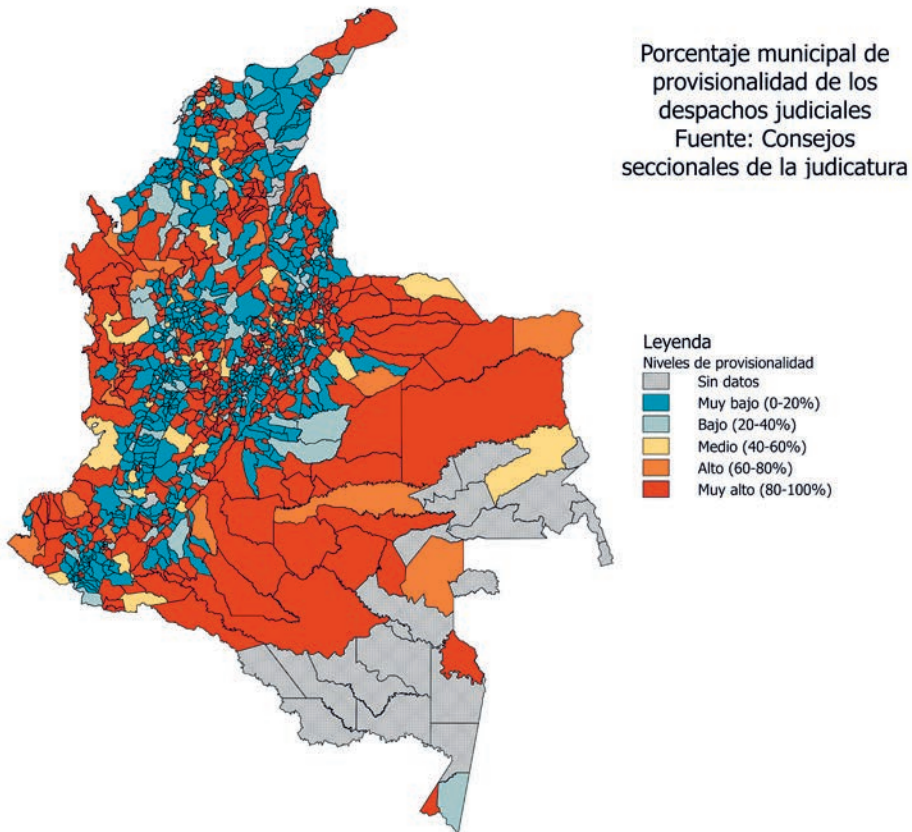 Porcentaje municipal de
provisionalidad de los
despachos judiciales
Fuente: Consejos
seccionales de la judicatura
Leyenda
Niveles de provisionalidad
Sin datos
Muy bajo (0-20%)
Bajo (20-40%)
Medio (40-60%)
Alto (60-80%)
Muy alto (80-100%)